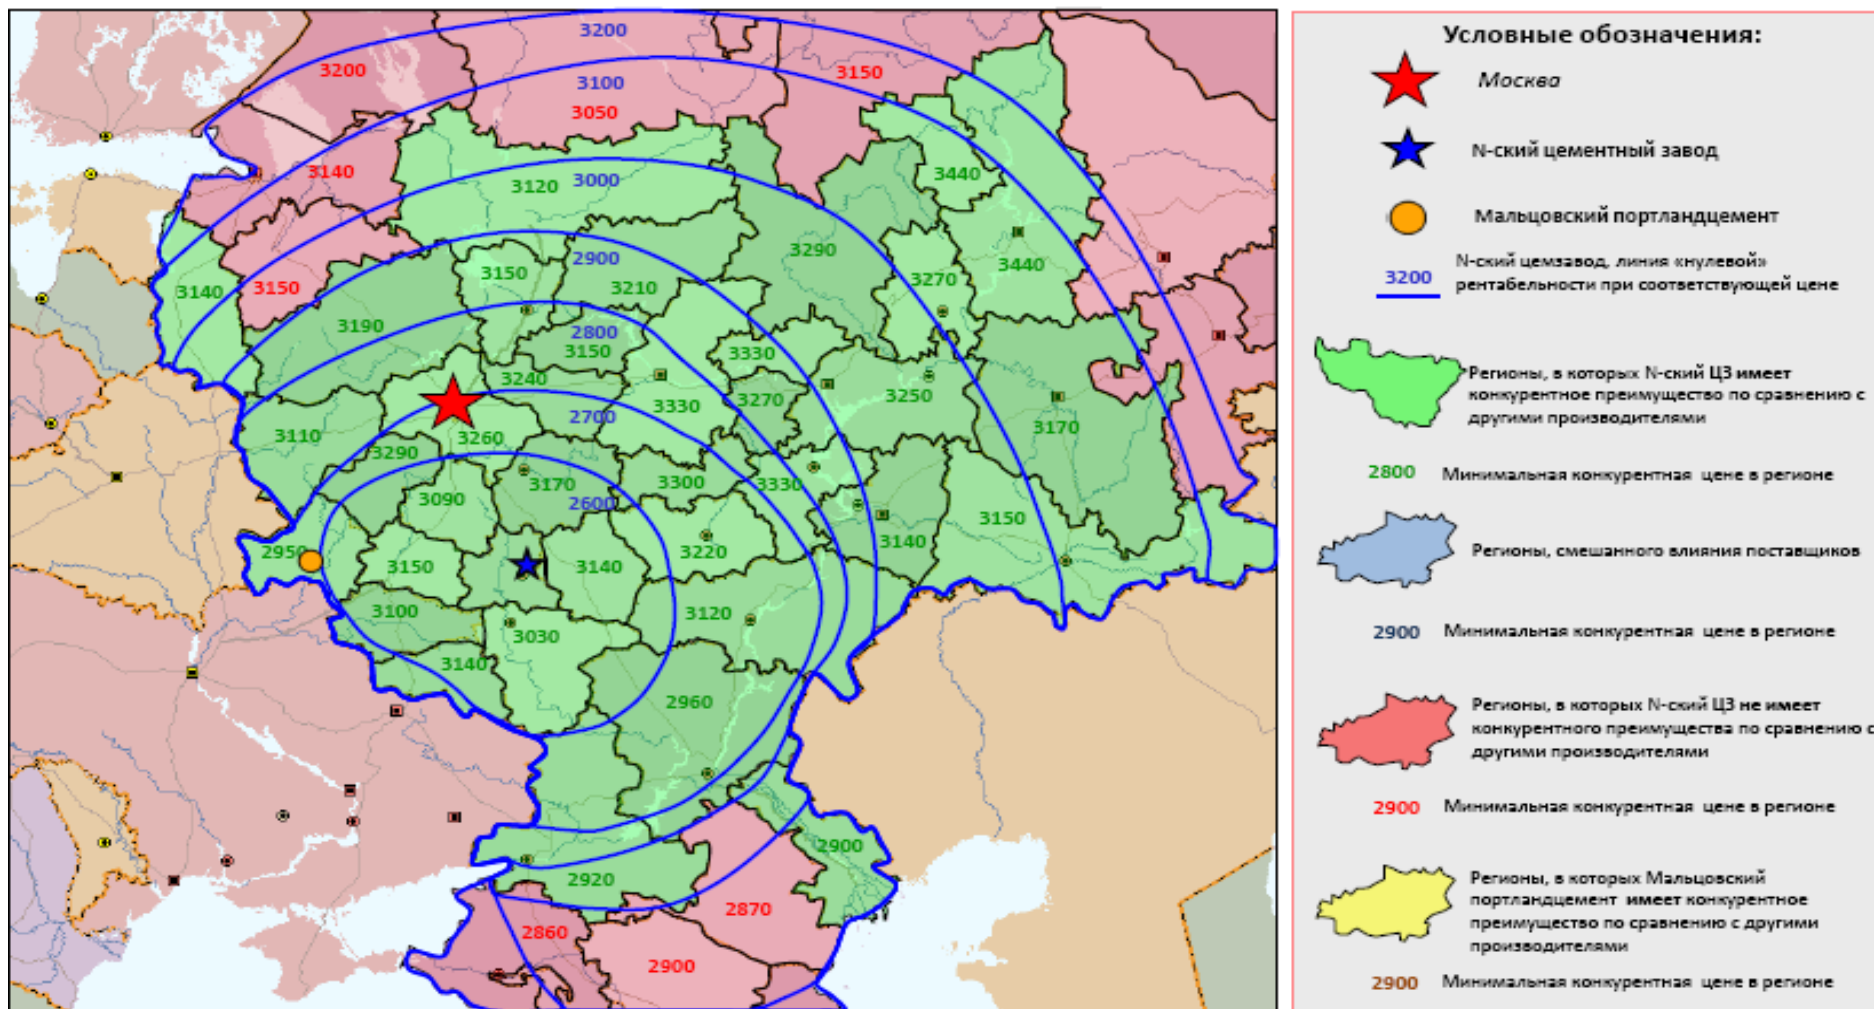 3200
3200
3100
3150
3050
3440
3140
3120
3000
3290
3440
3140
3150
3150
2900
3270
3210
3190
2800
3150
3330
3240
3270
3250
3330
2700
3110
3260
3170
3290
3090
3170
3300
3330
2600
3150
2950
3150
3140
3220
3140
3100
3030
3120
3140
2960
2900
2920
2870
2860
2900
Условные обозначения:
Москва
N-ский цементный завод
Мальцовский портландцемент
3200
N-ский цемзавод, линия «нулевой»
рентабельности при соответствующей цене
Регионы, в которых N-ский ЦЗ имеет
конкурентное преимущество по сравнению с
другими производителями
2800 Минимальная конкурентная цене в регионе
Регионы, смешанного влияния поставщиков
2900 Минимальная конкурентная цене в регионе
Регионы, в которых N-ский ЦЗ не имеет
конкурентного преимущества по сравнению с
другими производителями
2900 Минимальная конкурентная цене в регионе
Регионы, в которых Мальцовский
портландцемент имеет конкурентное
преимущество по сравнению с другими
производителями
2900 Минимальная конкурентная цене в регионе